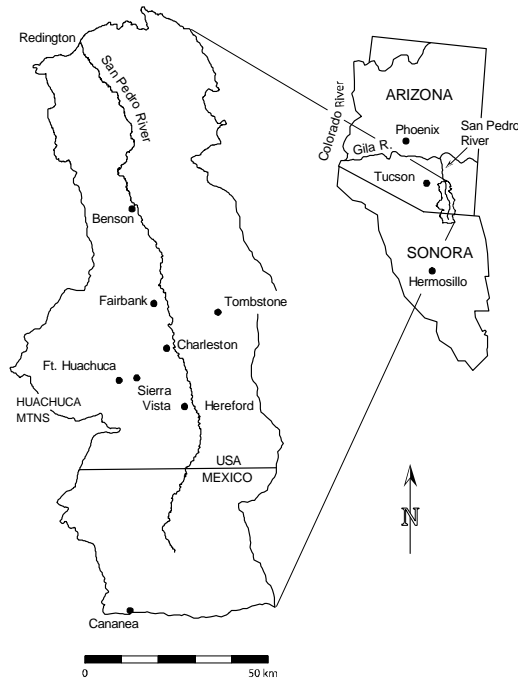 Redington
San Pedro River
Benson
Fairbank
Tombstone
Charleston
Ft. Huachuca
Sierra
Vista
Hereford
HUACHUCA
MTNS
USA
MEXICO
Cananea
0
50 km
Colorado River
ARIZONA
Phoenix
San Pedro
River
Gila R.
Tucson
SONORA
Hermosillo
N